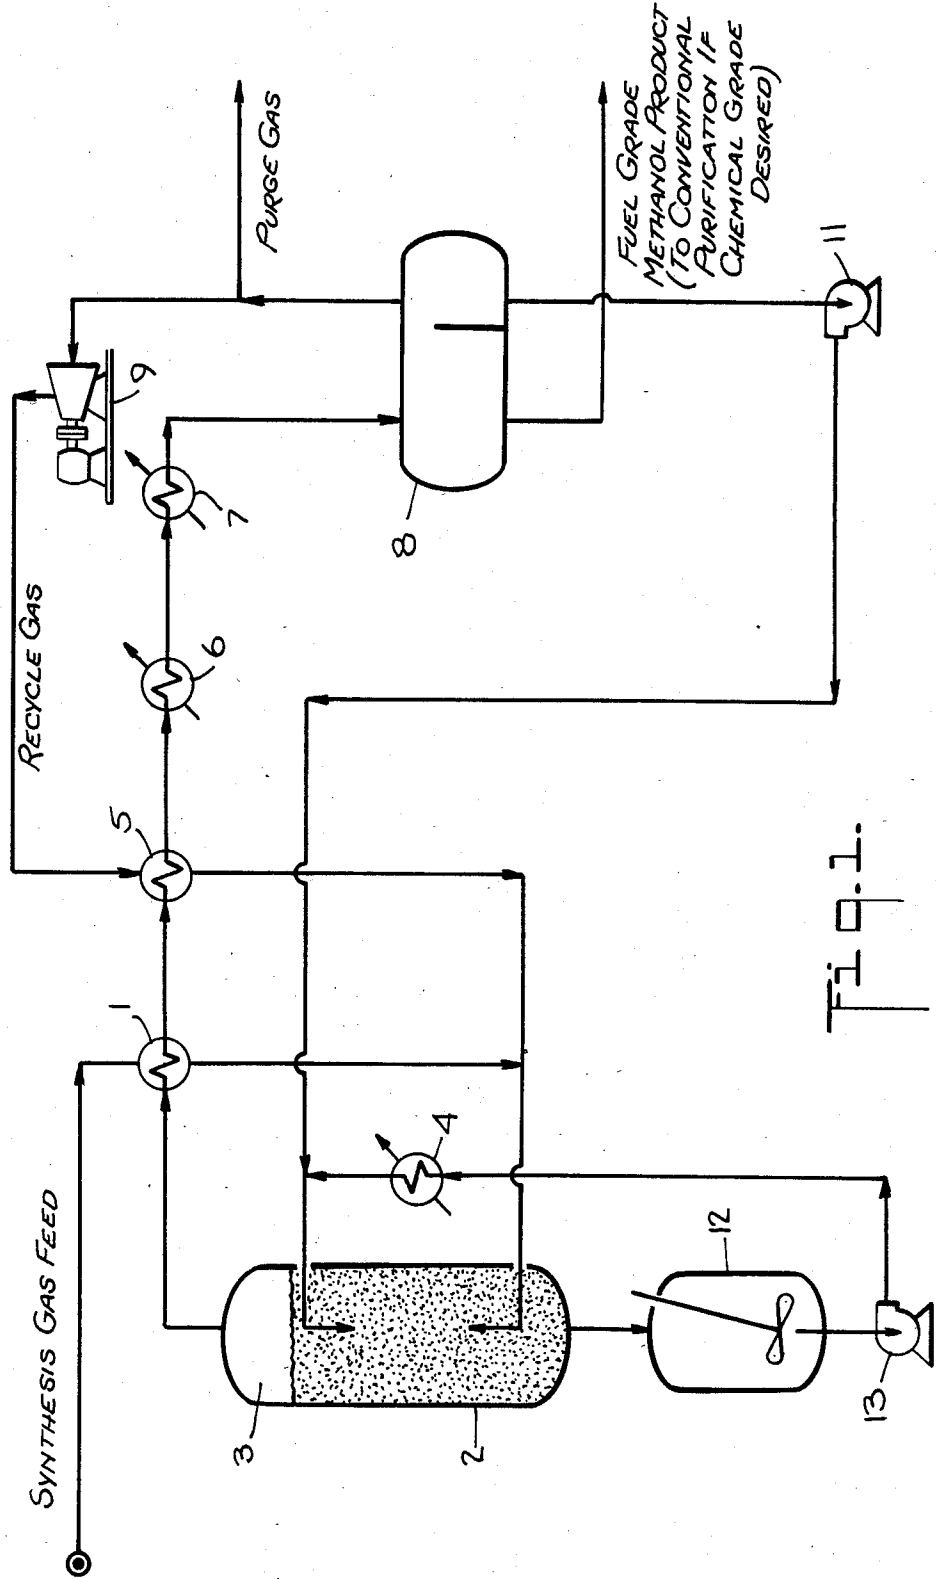 SYNTHESIS GAS FEED
RECYCLE GAS
PURGE GAS
FUEL GRADE
METHANOL PRODUCT
(TO CONVENTIONAL
PURIFICATION IF
CHEMICAL GRADE
DESIRED)
1
5
6
7
9
3
2
4
8
11
12
13
Fig. 1.